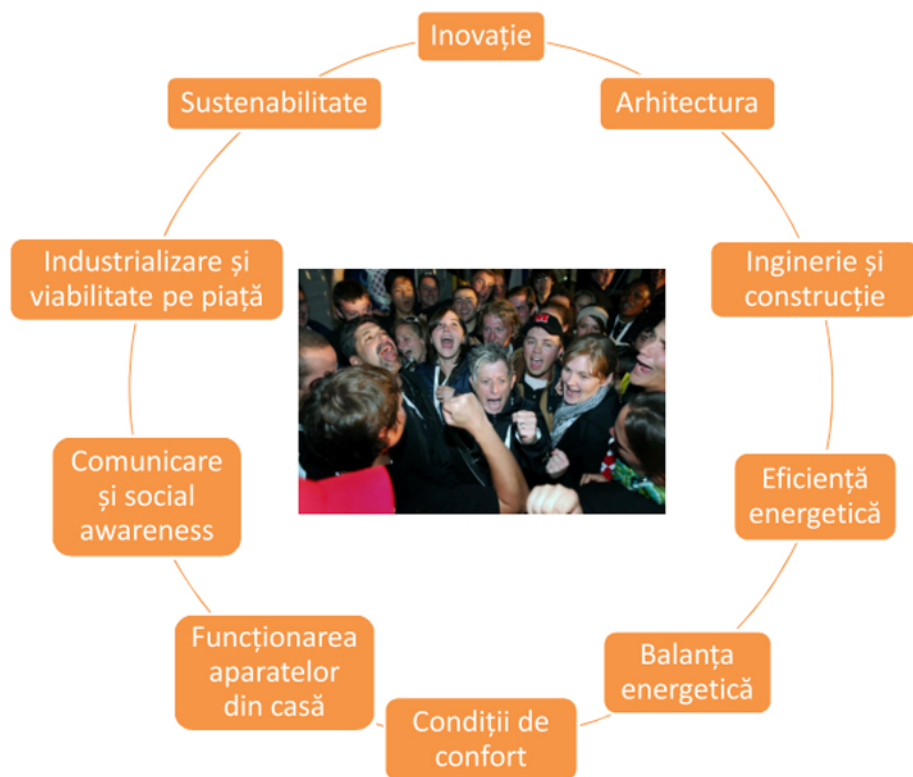 Inovație
Arhitectura
Inginerie și
construcție
Eficiență
energetică
Balanța
energetică
Condiții de
confort
Funcționarea
aparatelor
din casă
Comunicare
și social
awareness
Industrializare și
viabilitate pe piață
Sustenabilitate